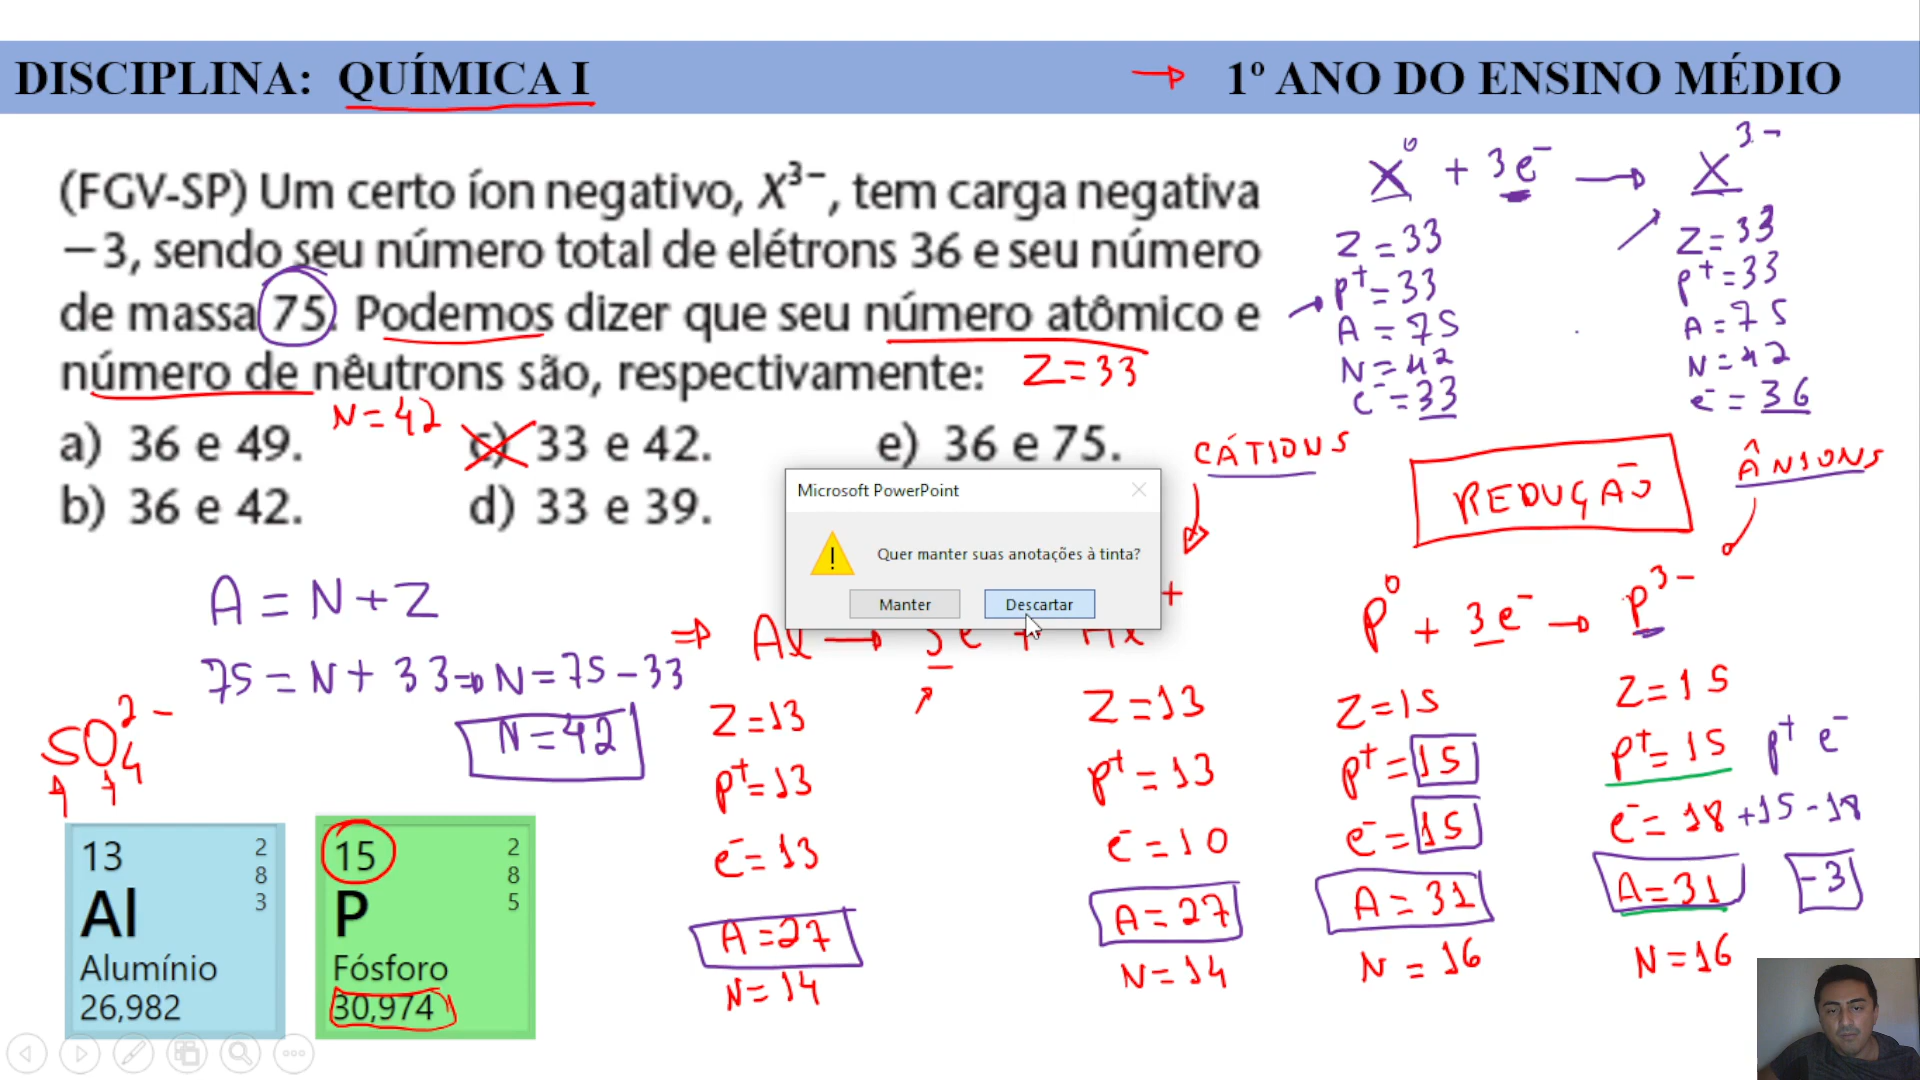 DISCIPLINA: QUÍMICA I → 1º ANO DO ENSINO MÉDIO
(FGV-SP) Um certo íon negativo, X³⁻, tem carga negativa
−3, sendo seu número total de elétrons 36 e seu número
de massa 75. Podemos dizer que seu número atômico e
número de nêutrons são, respectivamente: Z=33
N=42
a) 36 e 49.
b) 36 e 42.
c) 33 e 42.
d) 33 e 39.
e) 36 e 75.
X⁰ + 3e⁻ → X³⁻
Z=33
p⁺=33
A=75
N=42
e⁻=33
Z=33
p⁺=33
A=75
N=42
e⁻=36
CÁTIONS
REDUÇÃO
ÂNIONS
Microsoft PowerPoint
Quer manter suas anotações à tinta?
Manter
Descartar
A = N + Z
75 = N + 33 ⇒ N = 75 - 33
N = 42
SO₄²⁻
⇒ Al → 3e + Al +
Z=13
p⁺=13
e⁻=13
A=27
N=14
Z=13
p⁺=13
e⁻=10
A=27
N=14
P⁰ + 3e⁻ → P³⁻
Z=15
p⁺=15
e⁻=15
A=31
N=16
Z=15
p⁺=15 p⁺ e⁻
e⁻=18 +15-18
A=31 -3
N=16
13
2
8
3
Al
Alumínio
26,982
15
2
8
5
P
Fósforo
30,974